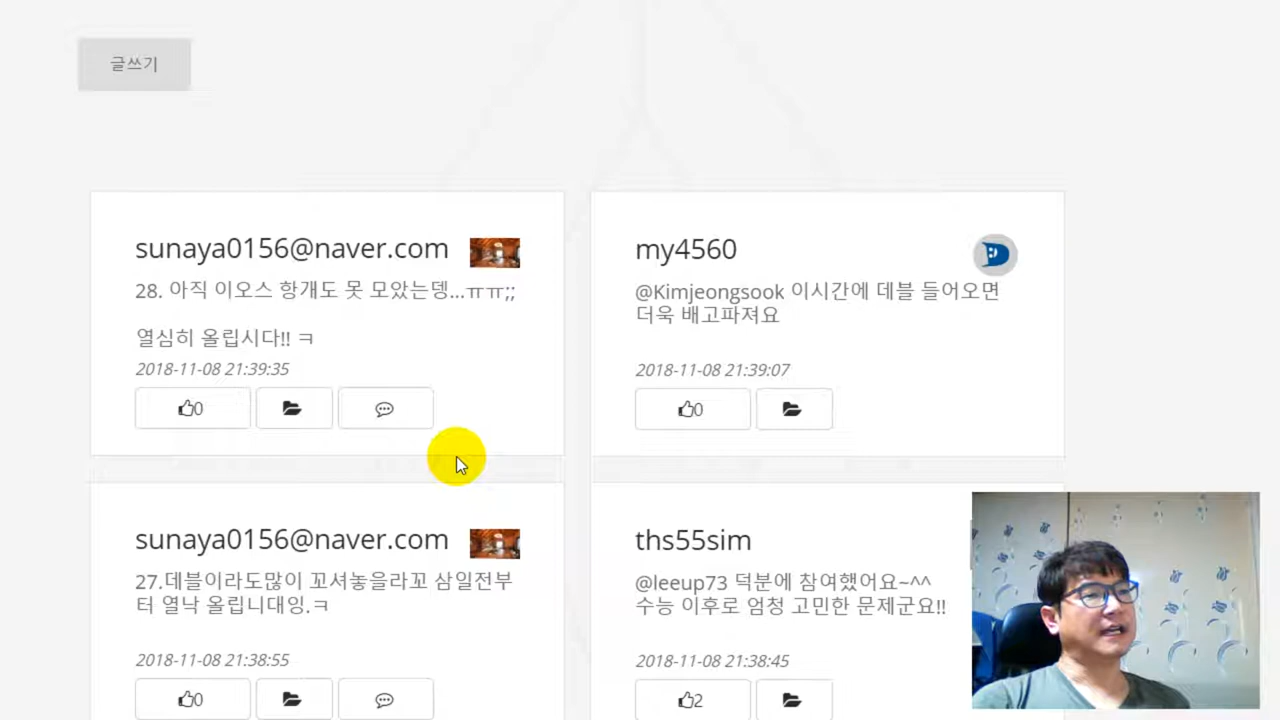 글쓰기
sunaya0156@naver.com
28. 아직 이오스 항개도 못 모았는뎅...ㅠㅠ;;
열심히 올립시다!! ㅋ
2018-11-08 21:39:35
0
my4560
@Kimjeongsook 이시간에 데블 들어오면
더욱 배고파져요
2018-11-08 21:39:07
0
sunaya0156@naver.com
27.데블이라도많이 꼬셔놓을라꼬 삼일전부
터 열낙 올립니대잉.ㅋ
2018-11-08 21:38:55
0
ths55sim
@leeup73 덕분에 참여했어요~^^
수능 이후로 엄청 고민한 문제군요!!
2018-11-08 21:38:45
2